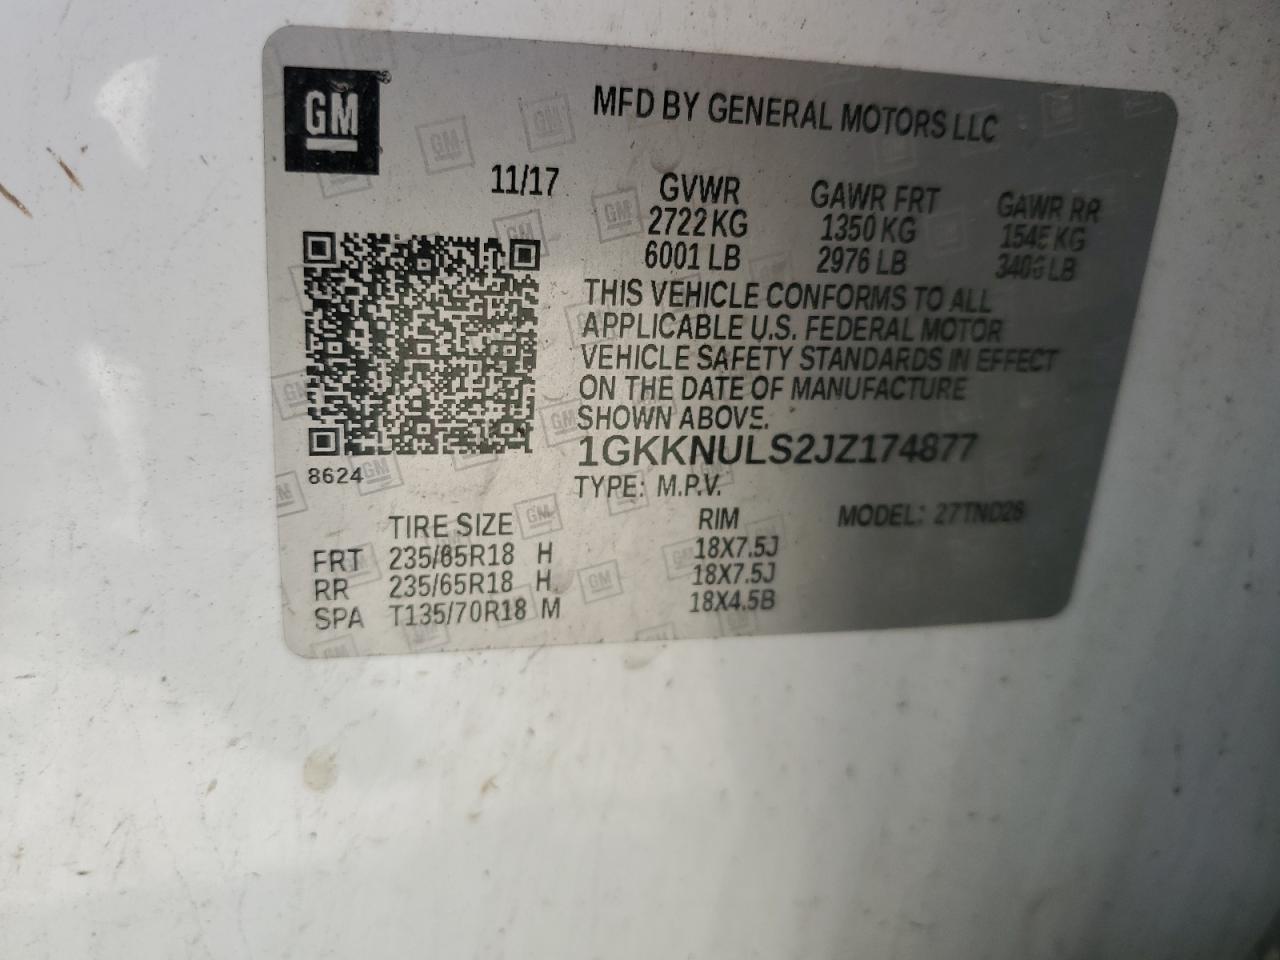 GM
MFD BY GENERAL MOTORS LLC
11/17 GVWR GAWR FRT GAWR RR
2722 KG 1350 KG KG
6001 LB 2976 LB LB
THIS VEHICLE CONFORMS TO ALL
APPLICABLE U.S. FEDERAL MOTOR
VEHICLE SAFETY STANDARDS IN EFFECT
ON THE DATE OF MANUFACTURE
SHOWN ABOVE.
1GKKNULS2JZ174877
8624
TYPE: M.P.V.
TIRE SIZE RIM MODEL:
FRT 235/65R18 H 18X7.5J
RR 235/65R18 H 18X7.5J
SPA T135/70R18 M 18X4.5B